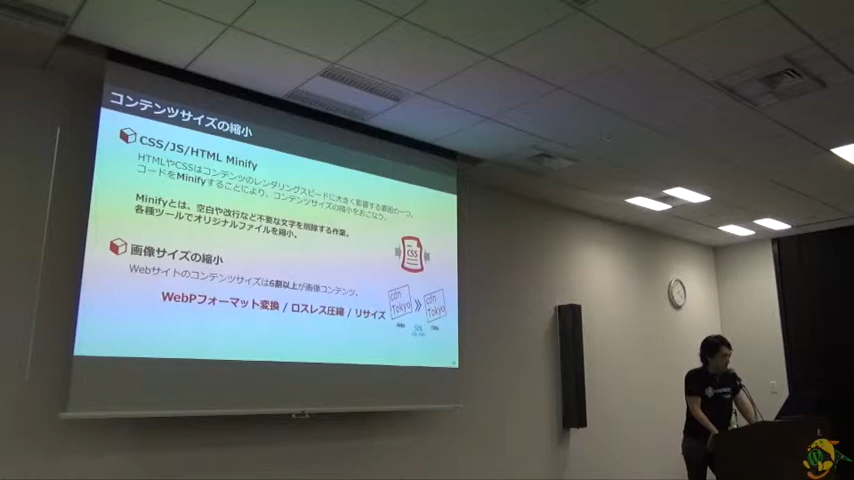 コンテンツサイズの縮小
CSS/JS/HTML Minify
HTMLやCSSはコンテンツのレンダリングスピードに大きく影響する要因の一つ。
コードをMinifyすることにより、コンテンツサイズの縮小をおこなう。
Minifyとは、空白や改行など不要な文字を削除する作業。
各種ツールでオリジナルファイルを縮小。
CSS
画像サイズの縮小
Webサイトのコンテンツサイズは6割以上が画像コンテンツ。
WebPフォーマット変換 / ロスレス圧縮 / リサイズ
cdn
Tokyo
cdn
Tokyo